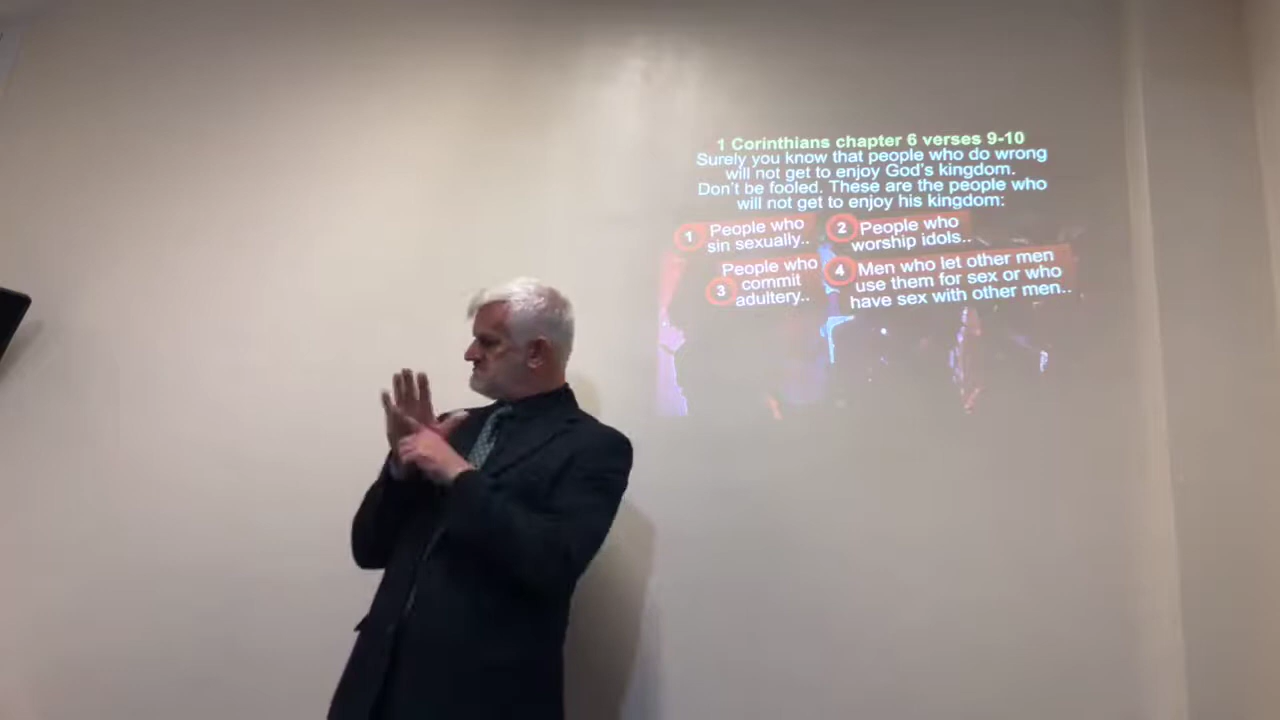 1 Corinthians chapter 6 verses 9-10
Surely you know that people who do wrong
will not get to enjoy God's kingdom.
Don't be fooled. These are the people who
will not get to enjoy his kingdom:
1 People who
sin sexually..
2 People who
worship idols..
3 People who
commit
adultery..
4 Men who let other men
use them for sex or who
have sex with other men..